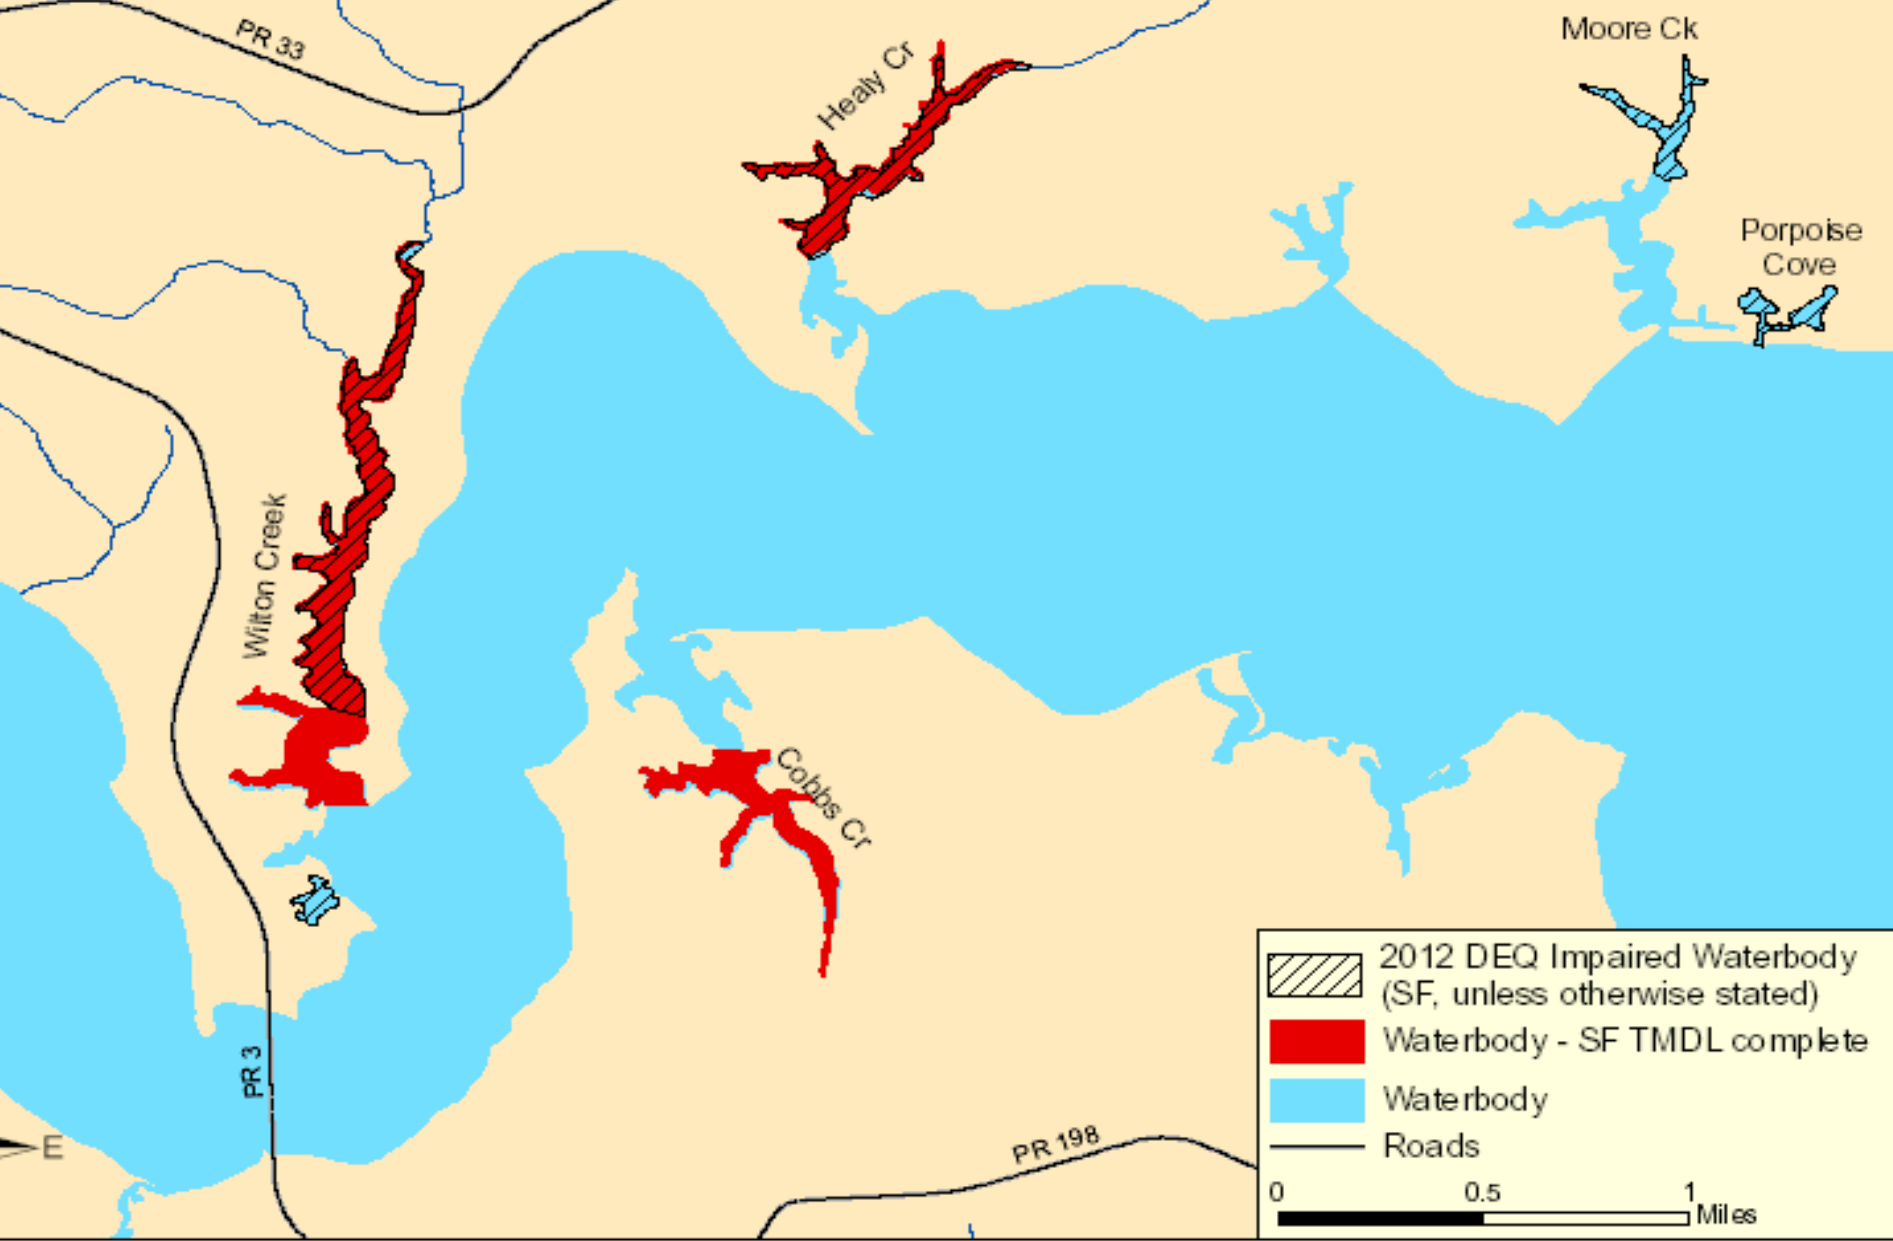 PR 33
Healy Cr
Moore Ck
Porpoise
Cove
Wilton Creek
Cobbs Cr
PR 3
E
PR 198
2012 DEQ Impaired Waterbody
(SF, unless otherwise stated)
Waterbody - SF TMDL complete
Waterbody
Roads
0 0.5 1
Miles